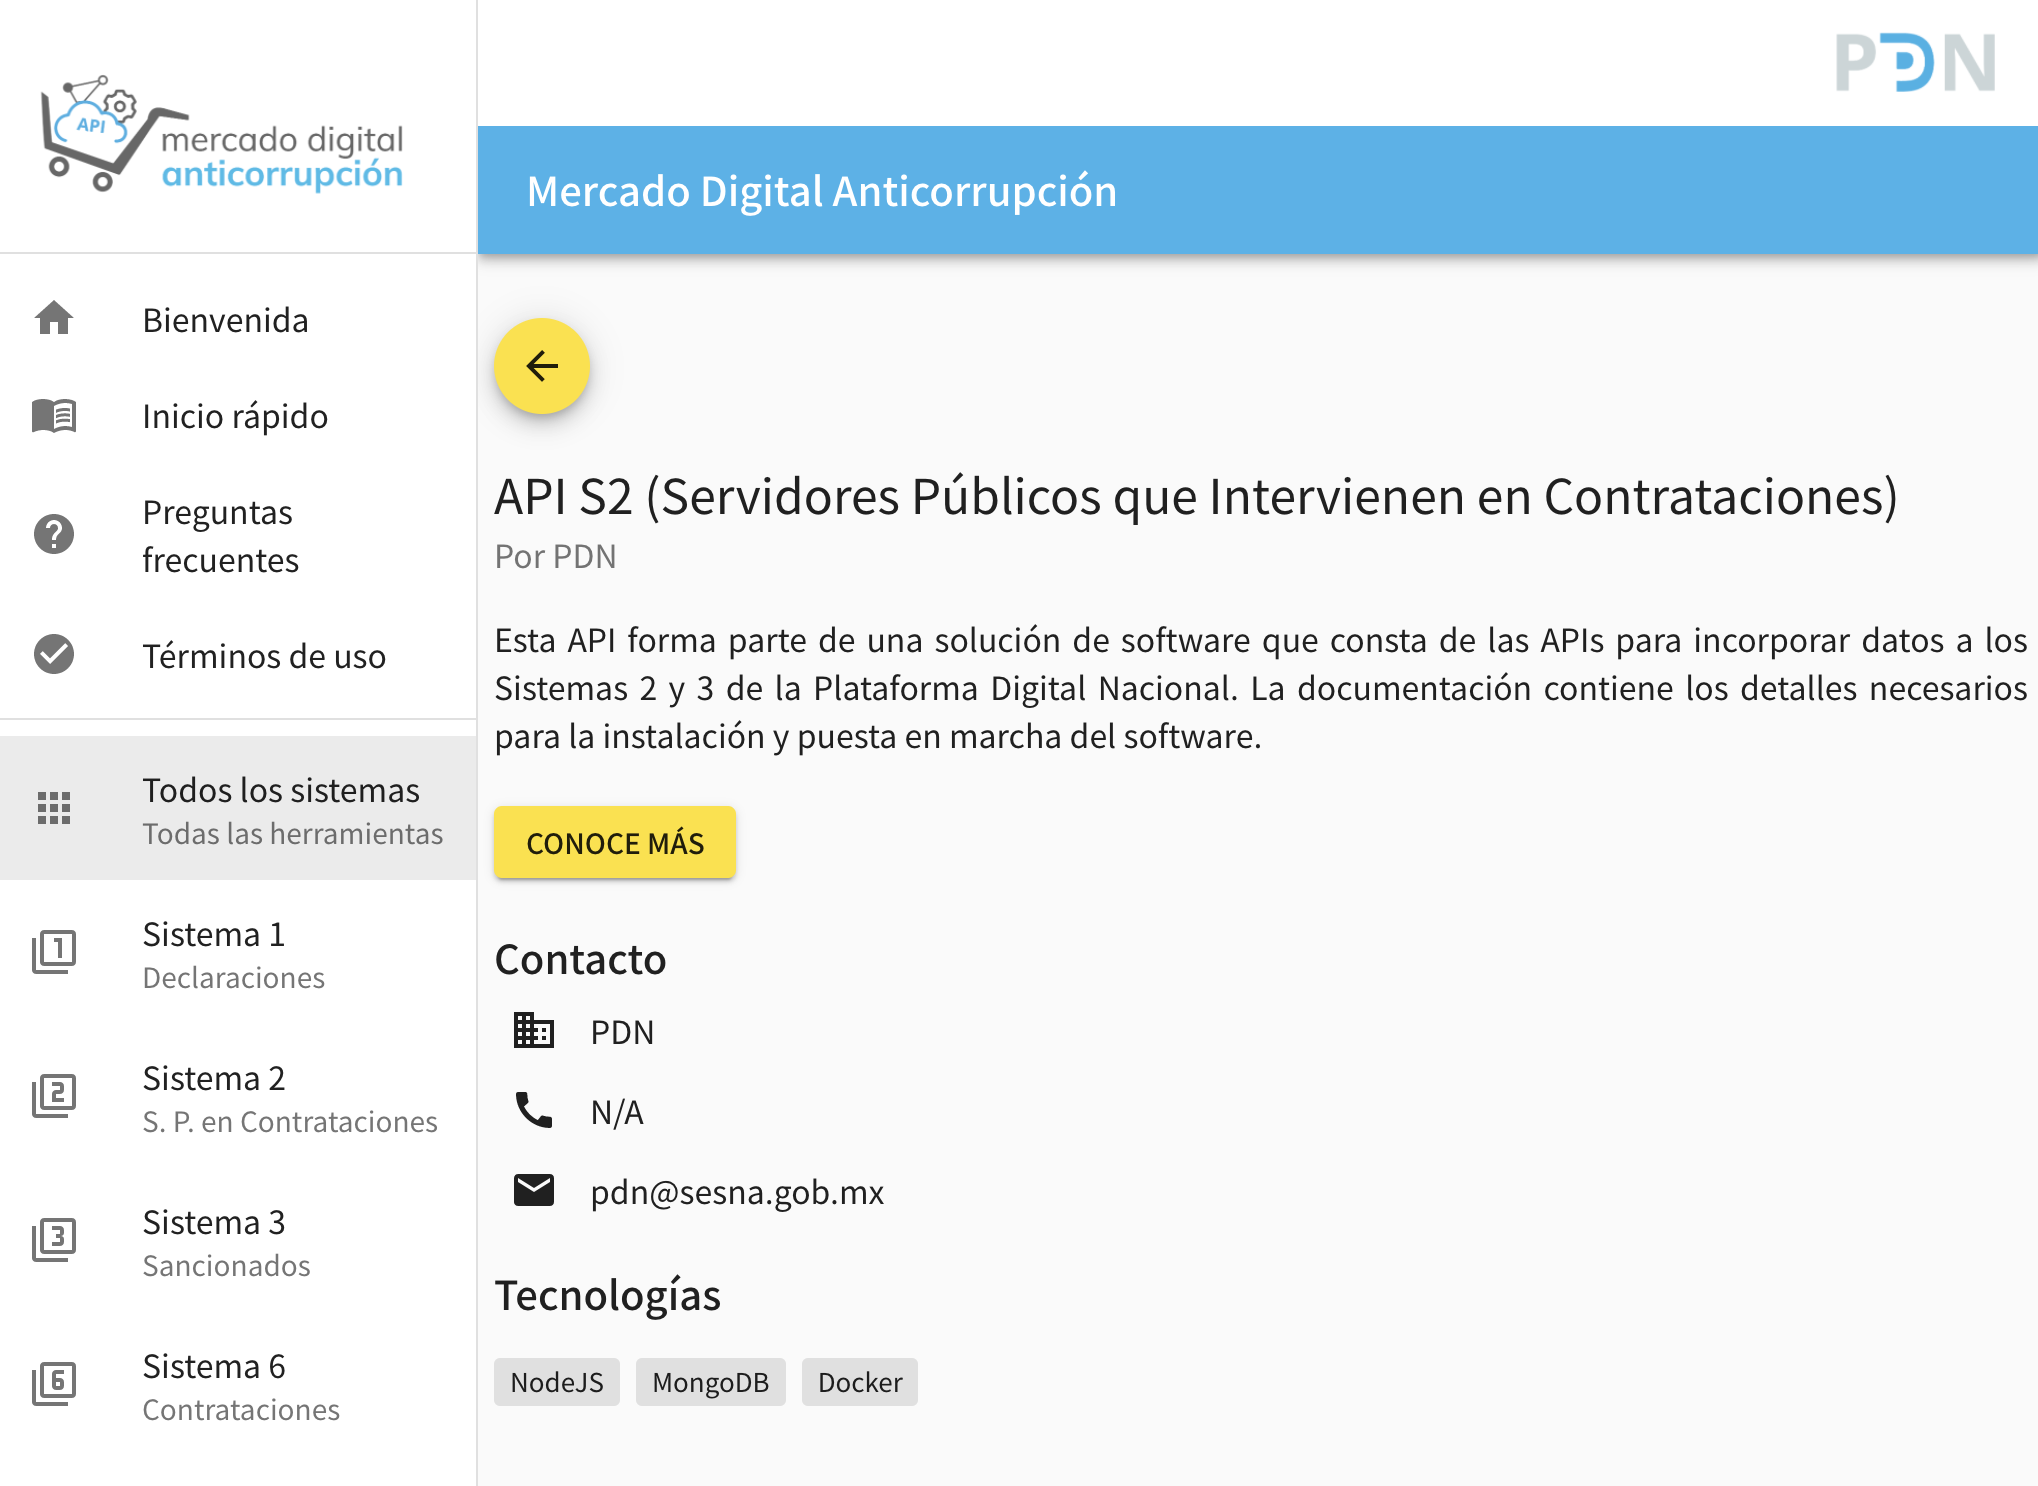 API
mercado digital
anticorrupción
PDN
Mercado Digital Anticorrupción
Bienvenida
Inicio rápido
Preguntas
frecuentes
Términos de uso
Todos los sistemas
Todas las herramientas
1
Sistema 1
Declaraciones
2
Sistema 2
S. P. en Contrataciones
3
Sistema 3
Sancionados
6
Sistema 6
Contrataciones
API S2 (Servidores Públicos que Intervienen en Contrataciones)
Por PDN
Esta API forma parte de una solución de software que consta de las APIs para incorporar datos a los
Sistemas 2 y 3 de la Plataforma Digital Nacional. La documentación contiene los detalles necesarios
para la instalación y puesta en marcha del software.
CONOCE MÁS
Contacto
PDN
N/A
pdn@sesna.gob.mx
Tecnologías
NodeJS MongoDB Docker